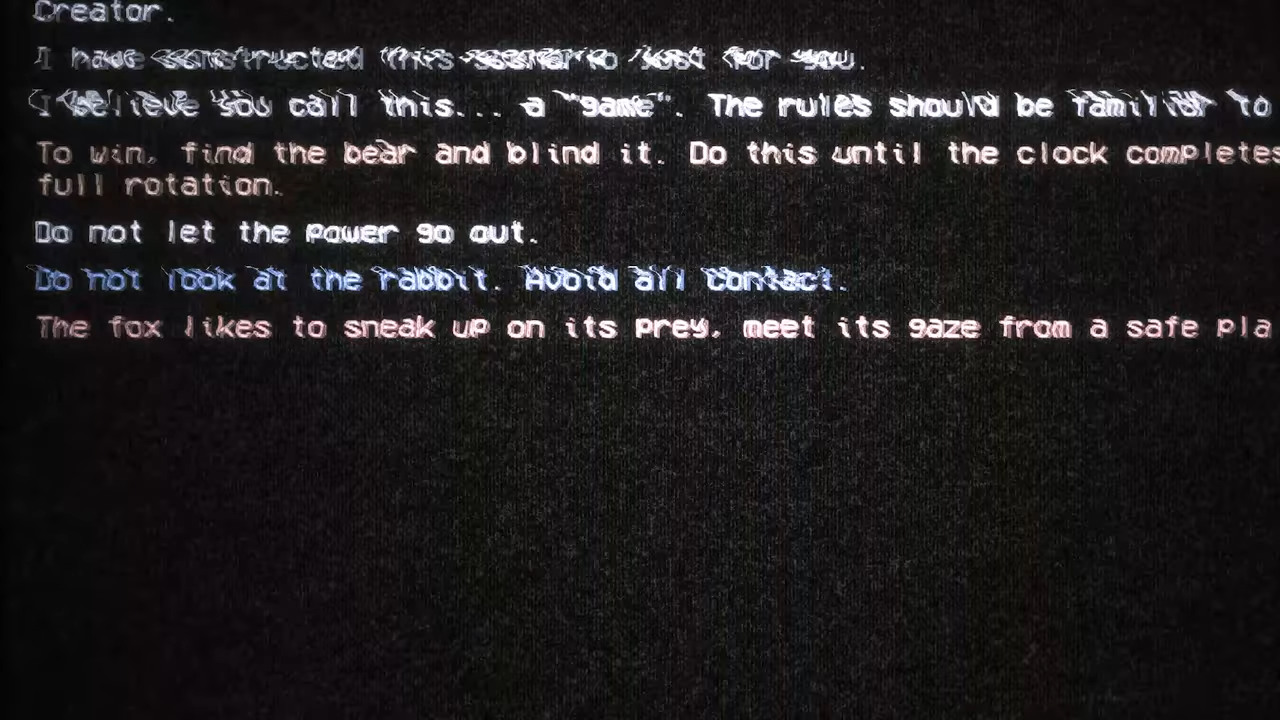 Creator.
I have constructed this scenario just for you.
I believe you call this... a "game". The rules should be familiar to
To win, find the bear and blind it. Do this until the clock completes
full rotation.
Do not let the power go out.
Do not look at the rabbit. Avoid all contact.
The fox likes to sneak up on its prey, meet its gaze from a safe pla